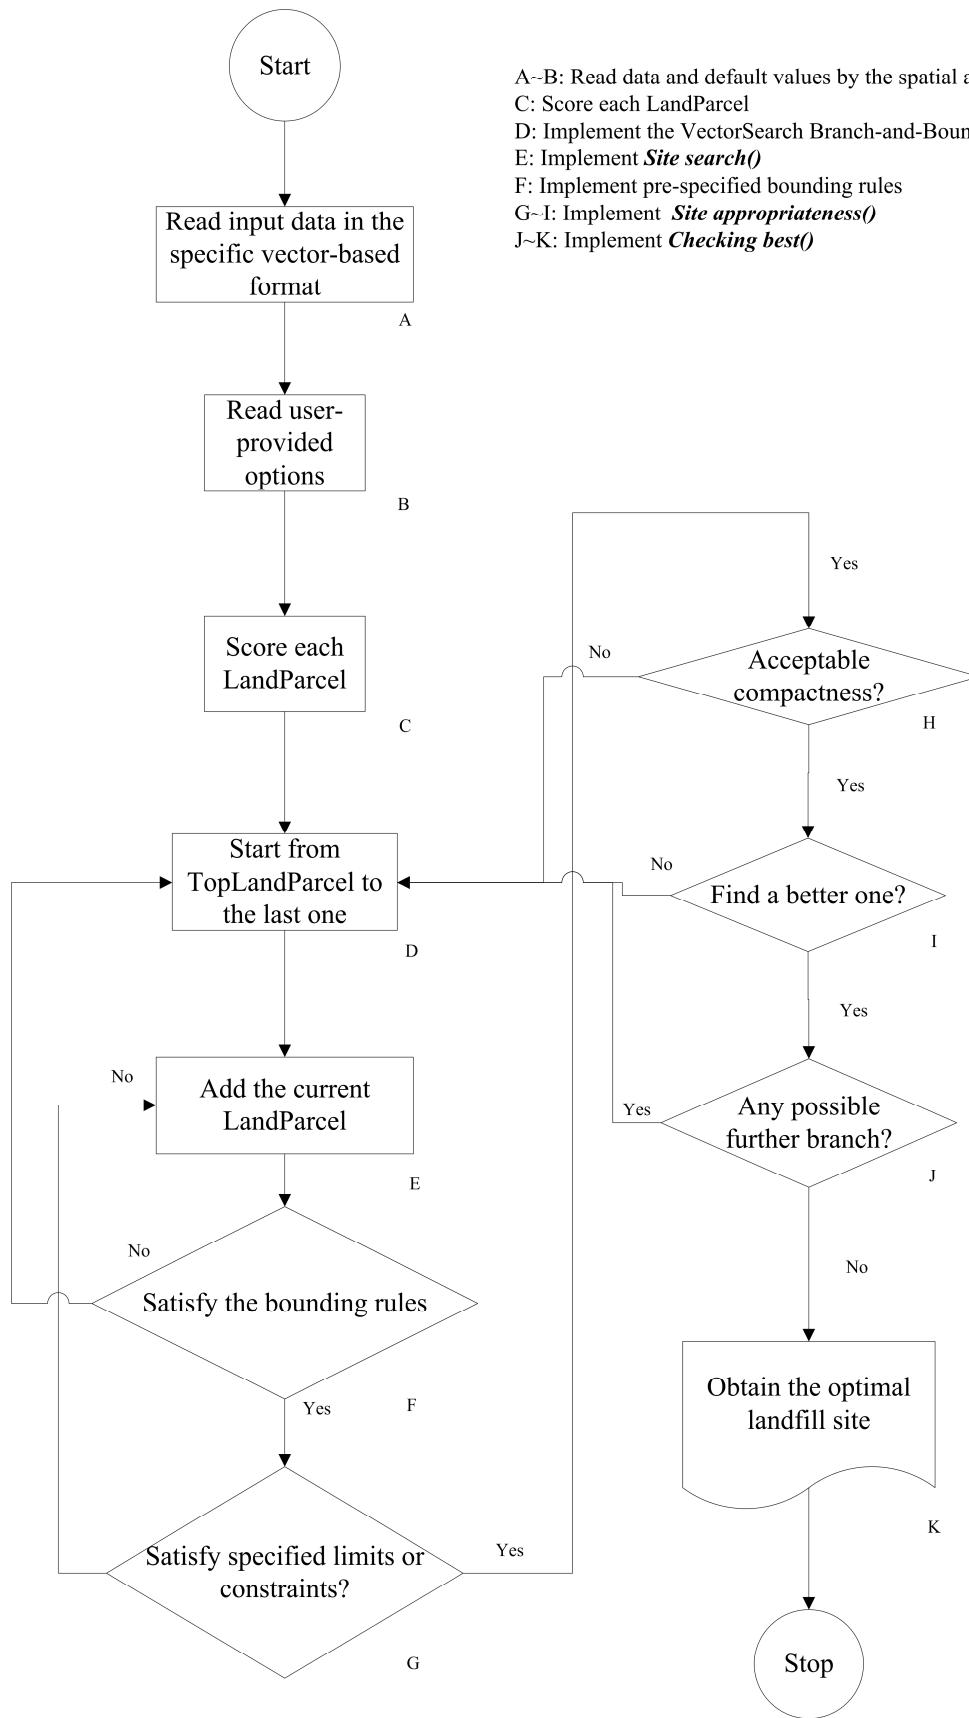 Start
A~B: Read data and default values by the spatial a
C: Score each LandParcel
D: Implement the VectorSearch Branch-and-Boun
E: Implement Site search()
F: Implement pre-specified bounding rules
G~I: Implement Site appropriateness()
J~K: Implement Checking best()
Read input data in the
specific vector-based
format
A
Read user-
provided
options
B
Score each
LandParcel
C
Start from
TopLandParcel to
the last one
D
No
Add the current
LandParcel
E
No
Satisfy the bounding rules
Yes
F
Satisfy specified limits or
constraints?
Yes
G
Yes
No
Acceptable
compactness?
H
Yes
No
Find a better one?
I
Yes
Yes
Any possible
further branch?
J
No
Obtain the optimal
landfill site
K
Stop